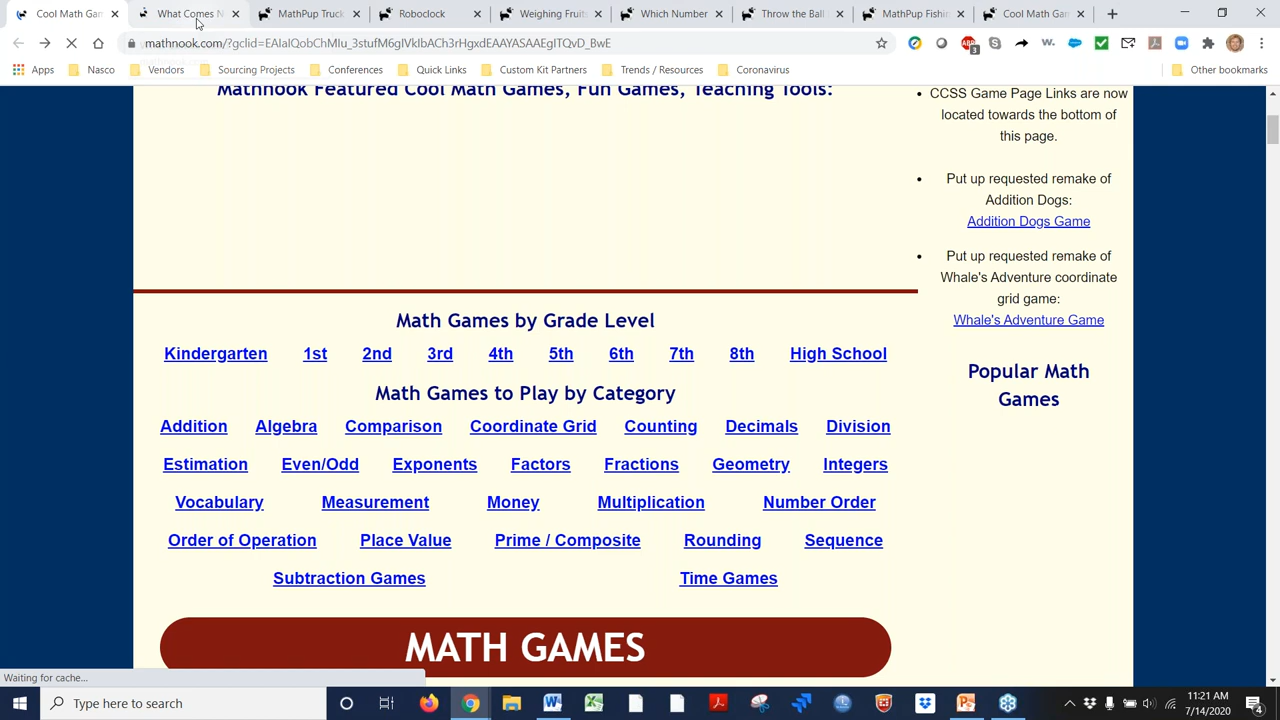 Cool Math Gam
What Comes N
MathPup Truck
Roboclock
Weighing Fruit
Which Number
Throw the Ball
MathPup Fishin
Cool Math Gam
mathnook.com/?gclid=EAIaIQobChMIu_3stufM6gIVkIbACh3rHgxdEAAYASAAEgITQvD_BwE
3
Apps
Nasco
Vendors
Sourcing Projects
Conferences
Quick Links
Custom Kit Partners
Trends / Resources
Coronavirus
Other bookmarks
Mathnook Featured Cool Math Games, Fun Games, Teaching Tools:
CCSS Game Page Links are now
located towards the bottom of
this page.
Put up requested remake of
Addition Dogs:
Addition Dogs Game
Put up requested remake of
Whale's Adventure coordinate
grid game:
Whale's Adventure Game
Popular Math
Games
Math Games by Grade Level
Kindergarten 1st 2nd 3rd 4th 5th 6th 7th 8th High School
Math Games to Play by Category
Addition Algebra Comparison Coordinate Grid Counting Decimals Division
Estimation Even/Odd Exponents Factors Fractions Geometry Integers
Vocabulary Measurement Money Multiplication Number Order
Order of Operation Place Value Prime / Composite Rounding Sequence
Subtraction Games Time Games
MATH GAMES
Waiting for cache...
Type here to search
11:21 AM
7/14/2020
4